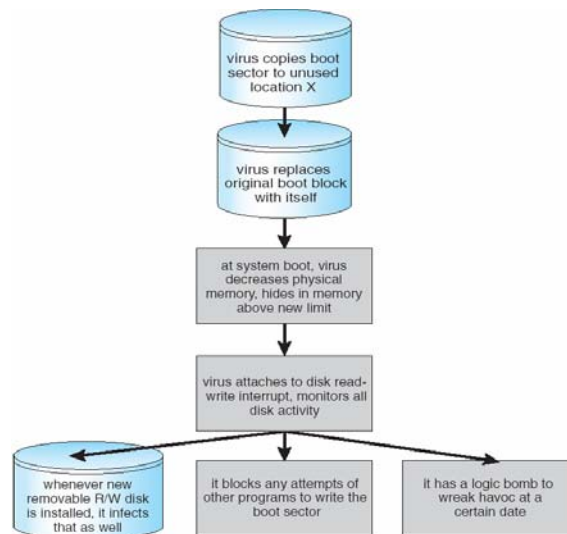 virus copies boot
sector to unused
location X
virus replaces
original boot block
with itself
at system boot, virus
decreases physical
memory, hides in memory
above new limit
virus attaches to disk read-
write interrupt, monitors all
disk activity
whenever new
removable R/W disk
is installed, it infects
that as well
it blocks any attempts of
other programs to write the
boot sector
it has a logic bomb to
wreak havoc at a
certain date